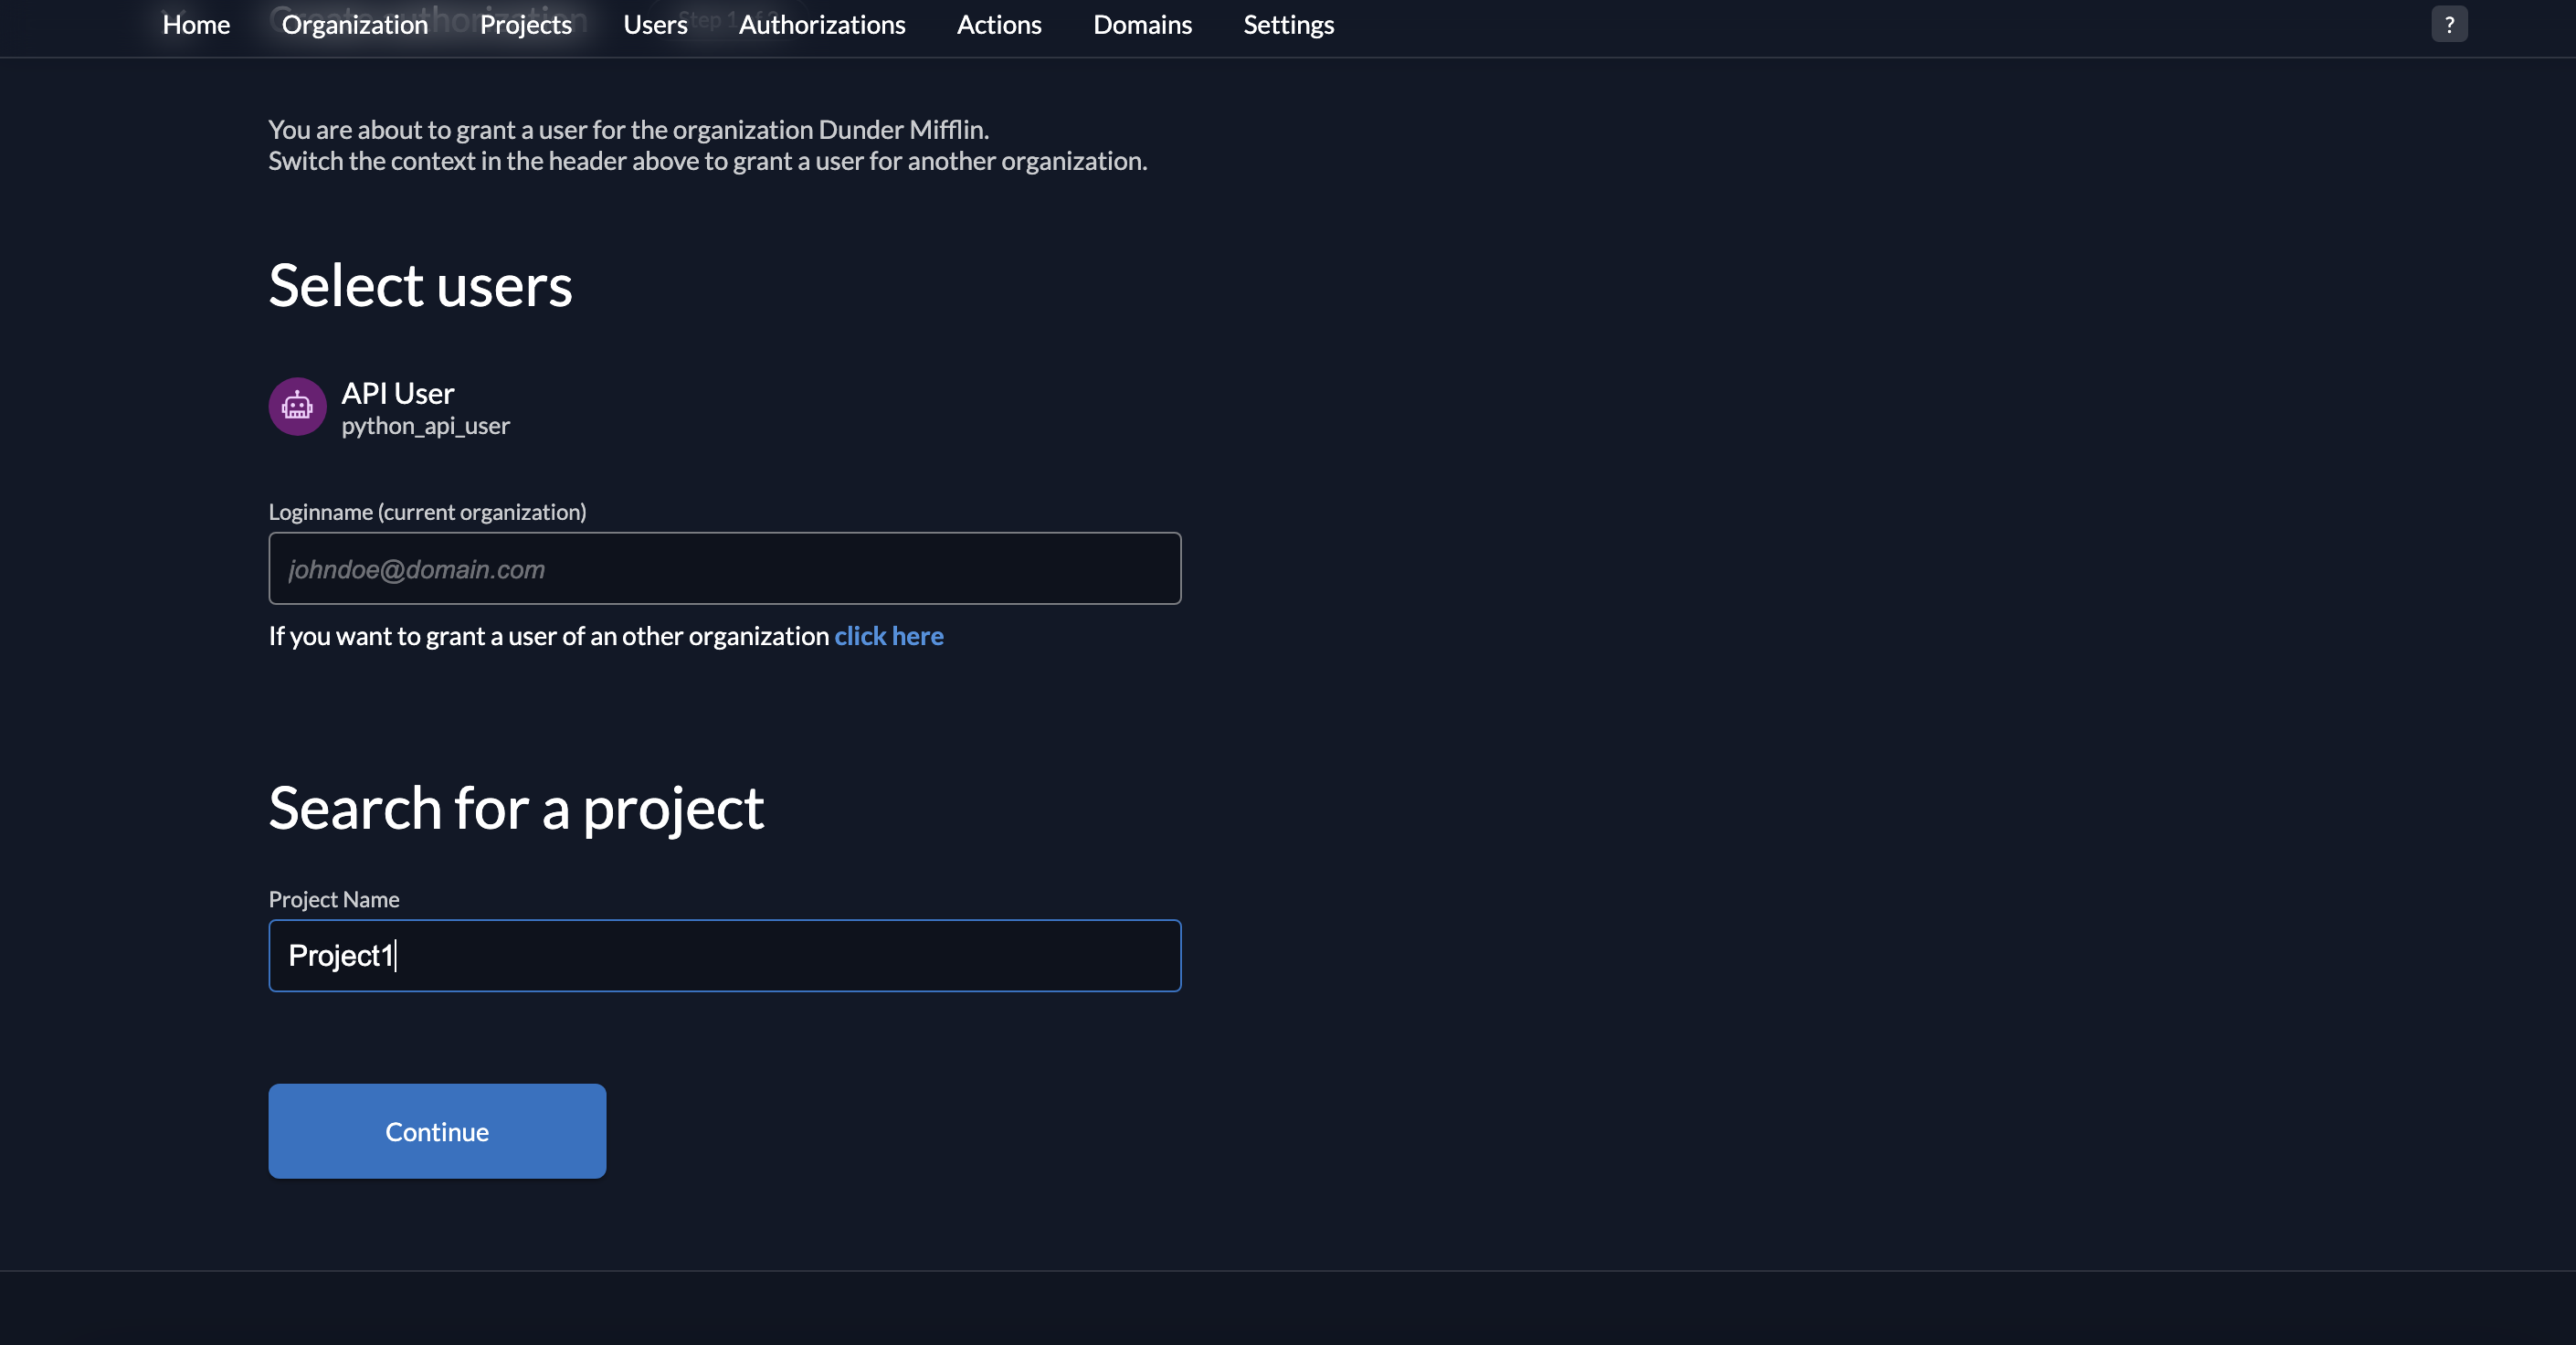 Home Organization Projects Users Authorizations Actions Domains Settings ?
Create authorization
You are about to grant a user for the organization Dunder Mifflin.
Switch the context in the header above to grant a user for another organization.
Select users
API User
python_api_user
Loginname (current organization)
johndoe@domain.com
If you want to grant a user of an other organization click here
Search for a project
Project Name
Project1
Continue